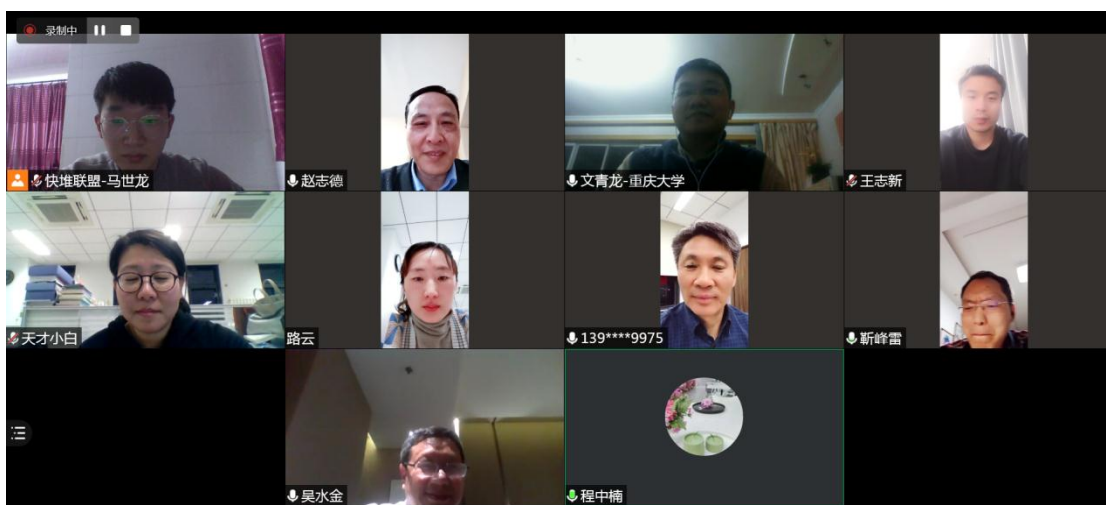 录制中
快堆联盟-马世龙
赵志德
文青龙-重庆大学
王志新
天才小白
路云
139****9975
靳峰雷
吴水金
程中楠